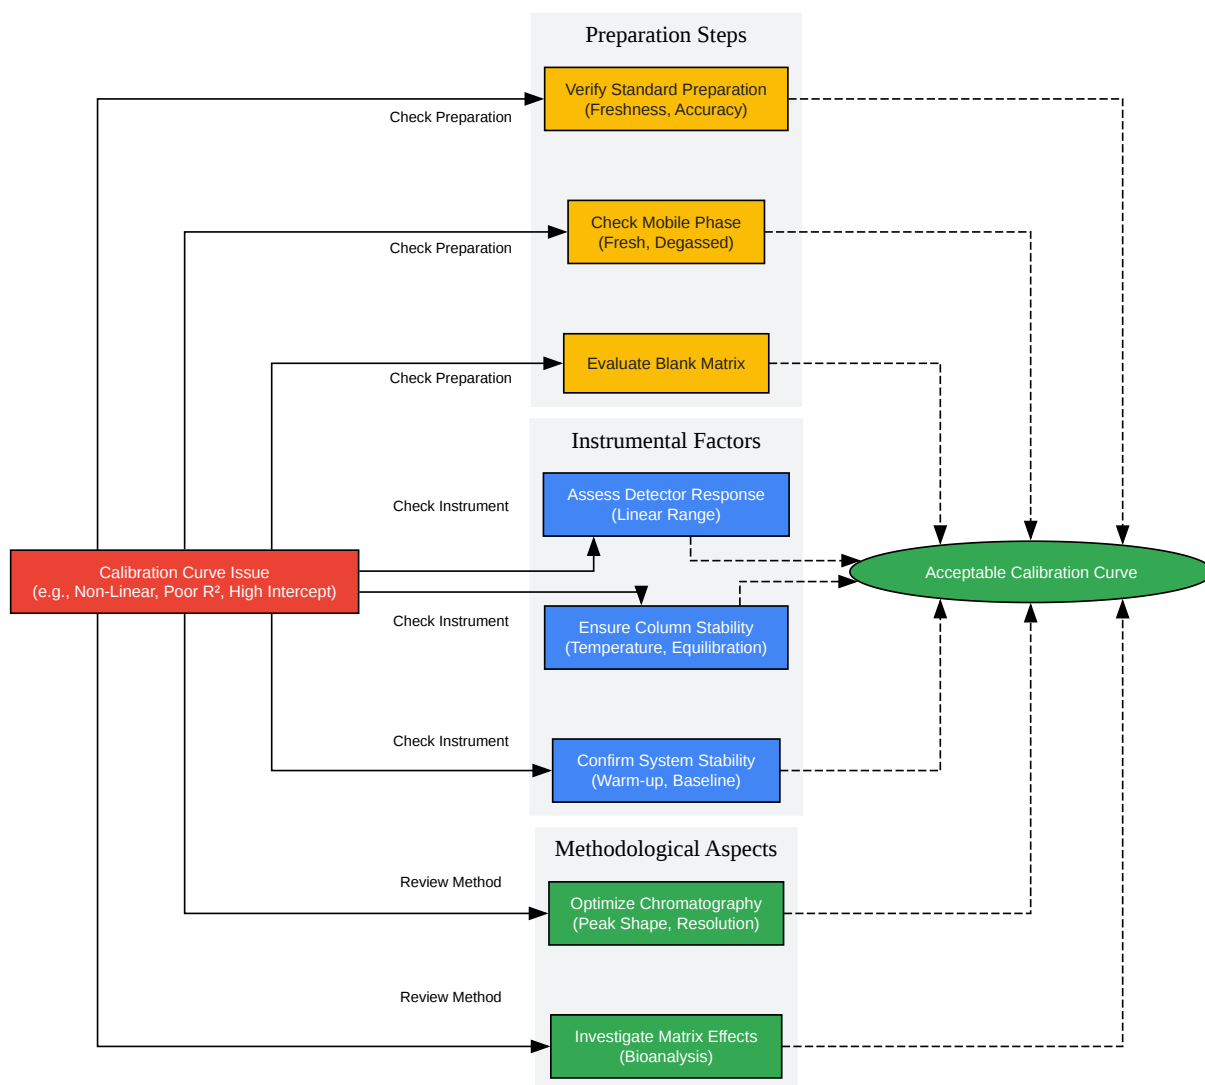 Preparation Steps
Verify Standard Preparation
(Freshness, Accuracy)
Check Preparation
Check Mobile Phase
(Fresh, Degassed)
Check Preparation
Evaluate Blank Matrix
Check Preparation
Instrumental Factors
Assess Detector Response
(Linear Range)
Check Instrument
Calibration Curve Issue
(e.g., Non-Linear, Poor R², High Intercept)
Acceptable Calibration Curve
Check Instrument
Ensure Column Stability
(Temperature, Equilibration)
Check Instrument
Confirm System Stability
(Warm-up, Baseline)
Methodological Aspects
Review Method
Optimize Chromatography
(Peak Shape, Resolution)
Review Method
Investigate Matrix Effects
(Bioanalysis)